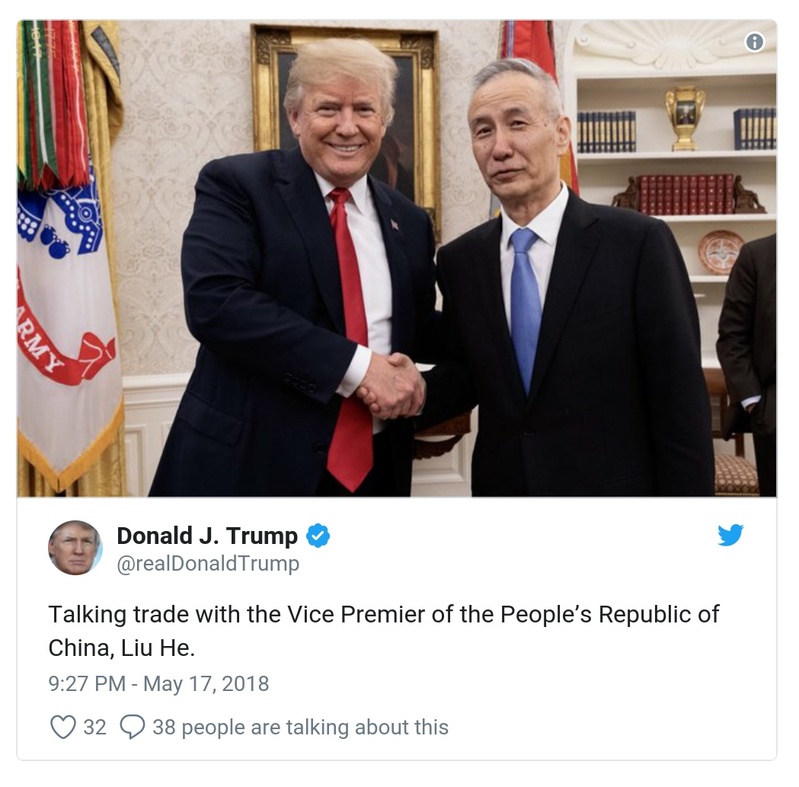 ARMY
Donald J. Trump
@realDonaldTrump
Talking trade with the Vice Premier of the People’s Republic of
China, Liu He.
9:27 PM - May 17, 2018
32 38 people are talking about this